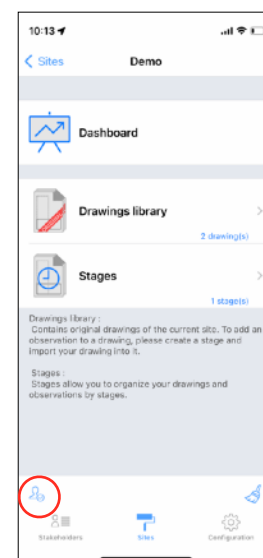 10:13
Sites
Demo
Dashboard
Drawings library
2 drawing(s)
Stages
1 stage(s)
Drawings library :
Contains original drawings of the current site. To add an
observation to a drawing, please create a stage and
import your drawing into it.
Stages :
Stages allow you to organize your drawings and
observations by stages.
Stakeholders
Sites
Configuration